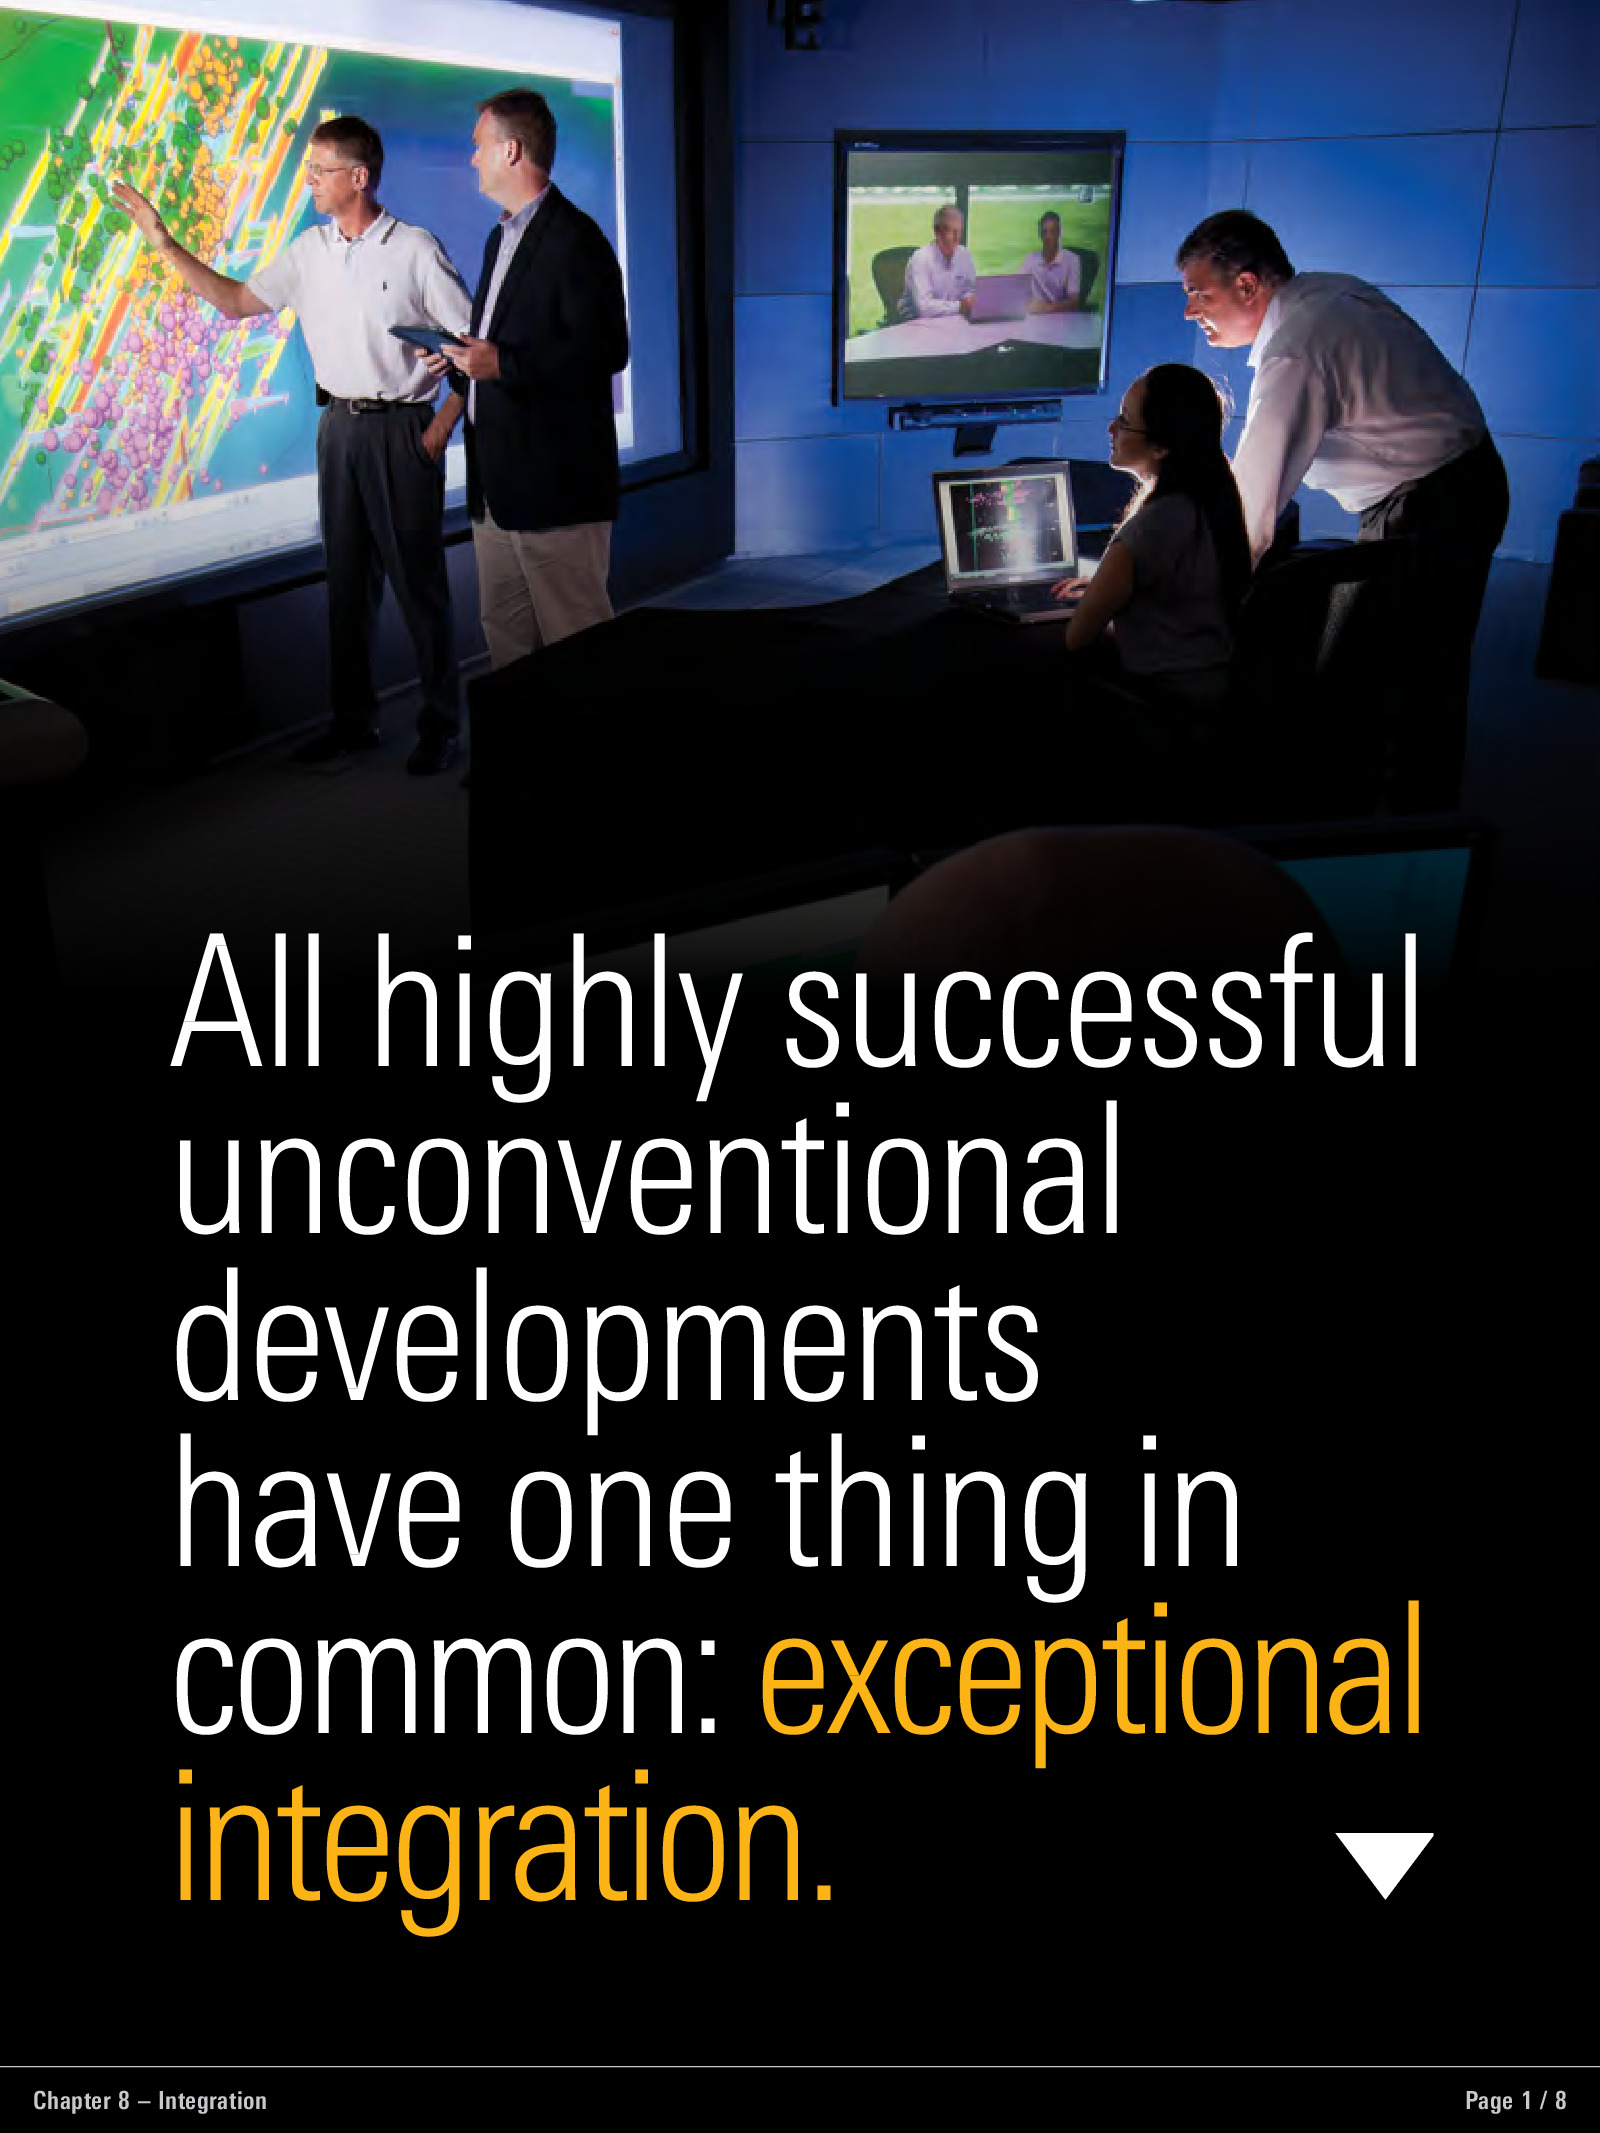 All highly successful
unconventional
developments
have one thing in
common: exceptional
integration.
Chapter 8 – Integration
Page 1 / 8